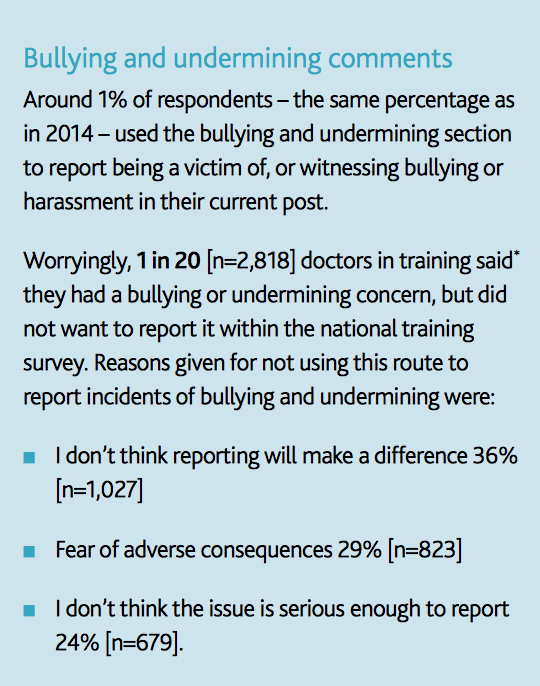 Bullying and undermining comments
Around 1% of respondents – the same percentage as
in 2014 – used the bullying and undermining section
to report being a victim of, or witnessing bullying or
harassment in their current post.
Worryingly, 1 in 20 [n=2,818] doctors in training said*
they had a bullying or undermining concern, but did
not want to report it within the national training
survey. Reasons given for not using this route to
report incidents of bullying and undermining were:
■ I don’t think reporting will make a difference 36%
[n=1,027]
■ Fear of adverse consequences 29% [n=823]
■ I don’t think the issue is serious enough to report
24% [n=679].